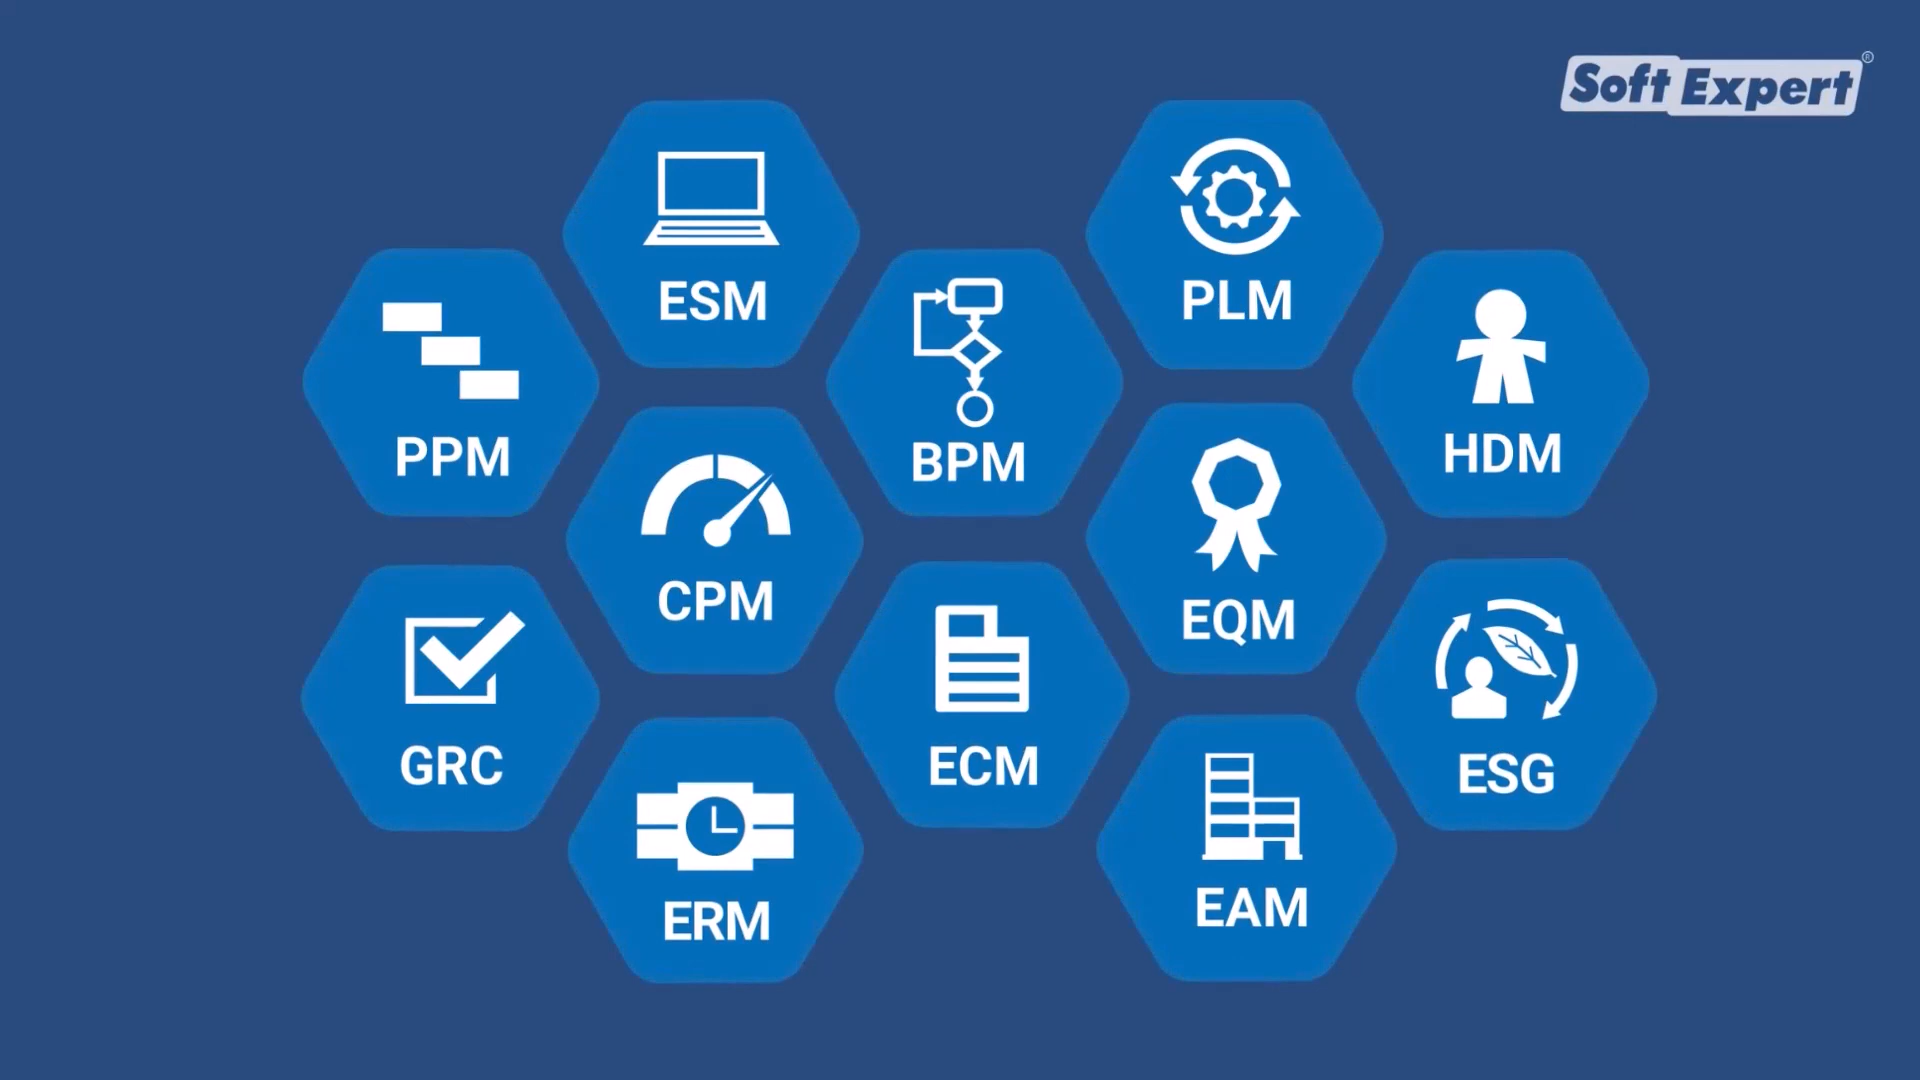 Soft Expert®
ESM
PLM
PPM
BPM
HDM
CPM
EQM
GRC
ECM
ESG
ERM
EAM